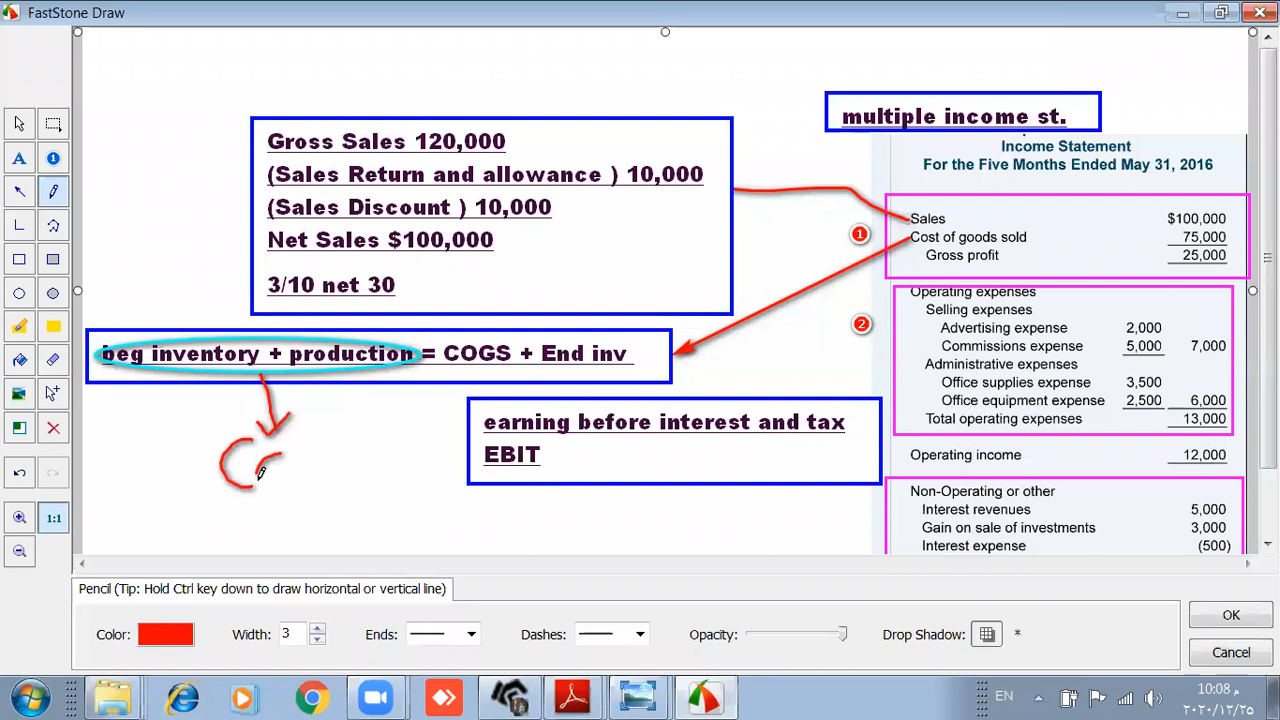 FastStone Draw
multiple income st.
Income Statement
For the Five Months Ended May 31, 2016
Gross Sales 120,000
(Sales Return and allowance ) 10,000
(Sales Discount ) 10,000
Net Sales $100,000
3/10 net 30
1
Sales $100,000
Cost of goods sold 75,000
Gross profit 25,000
2
Operating expenses
Selling expenses
Advertising expense 2,000
Commissions expense 5,000 7,000
Administrative expenses
Office supplies expense 3,500
Office equipment expense 2,500 6,000
Total operating expenses 13,000
Operating income 12,000
Non-Operating or other
Interest revenues 5,000
Gain on sale of investments 3,000
Interest expense (500)
beg inventory + production = COGS + End inv
earning before interest and tax
EBIT
A
1
1:1
Pencil (Tip: Hold Ctrl key down to draw horizontal or vertical line)
Color: Width: 3 Ends: Dashes: Opacity: Drop Shadow: *
OK
Cancel
EN
10:08 م
٢٠٢٠/١٢/٢٥